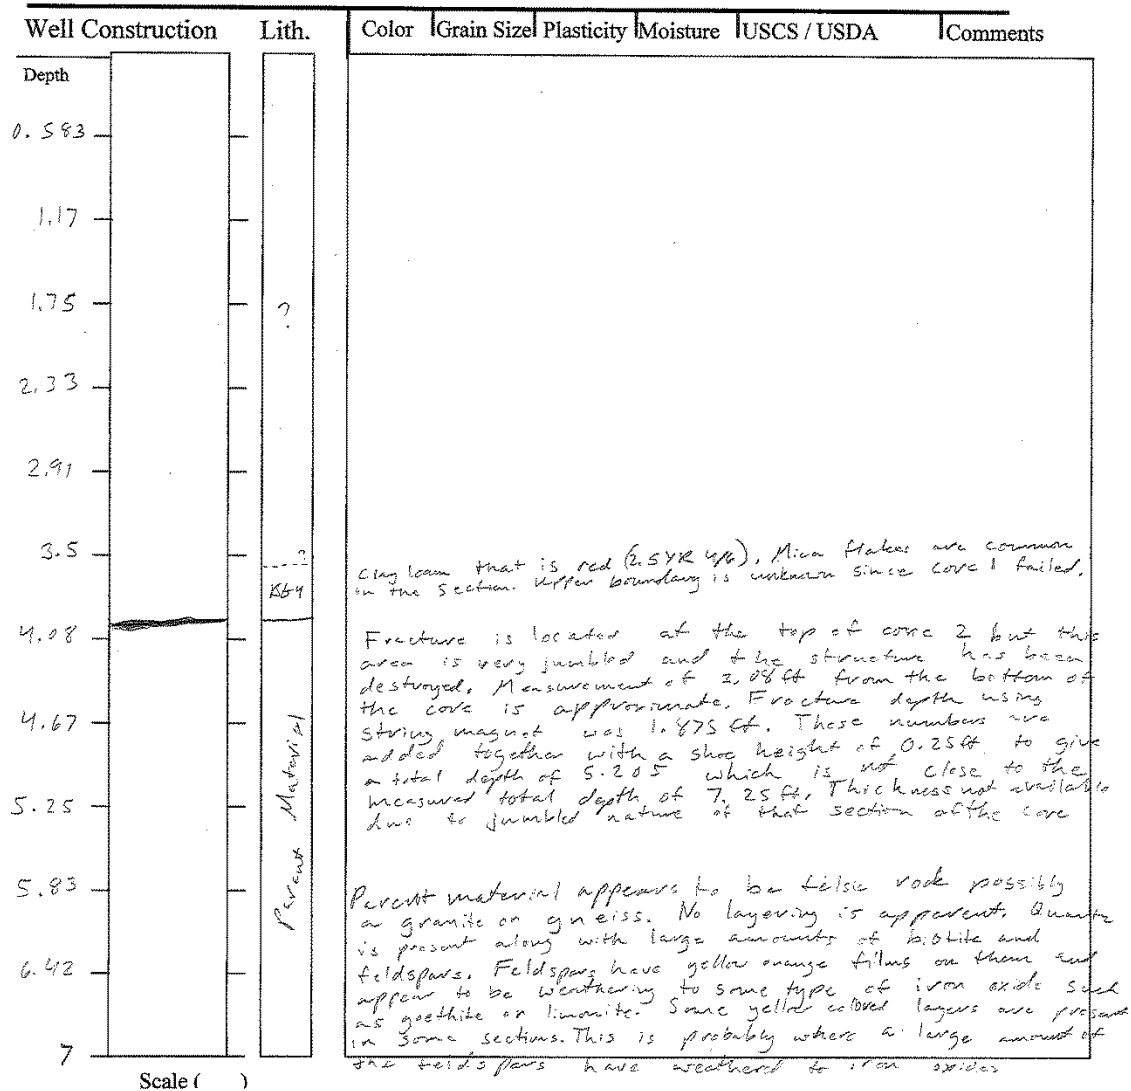 Well Construction Lith. Color Grain Size Plasticity Moisture USCS / USDA Comments
Depth
0.583
1.17
1.75
?
2.33
2.91
3.5
?
4.08
4.67
5.25
5.83
6.42
7
Parent Material
Clay loam that is red (2.5YR 4/6). Mica flakes are common
in the section. Upper boundary is unknown since core 1 failed.
Fracture is located at the top of core 2 but this
area is very jumbled and the structure has been
destroyed. Measurement of 3.08ft from the bottom of
the core is approximate. Fracture depth using
string magnet was 1.875 ft. These numbers are
added together with a shoe height of 0.25ft to give
a total depth of 5.205 which is not close to the
measured total depth of 7.25ft. Thickness not available
due to jumbled nature of that section of the core
Parent material appears to be felsic rock possibly
a granite or gneiss. No layering is apparent. Quartz
is present along with large amounts of biotite and
feldspars. Feldspars have yellow orange films on them and
appear to be weathering to some type of iron oxide such
as goethite or limonite. Some yellow colored layers are present
in some sections. This is probably where a large amount of
the feldspars have weathered to iron oxides
Scale ( )